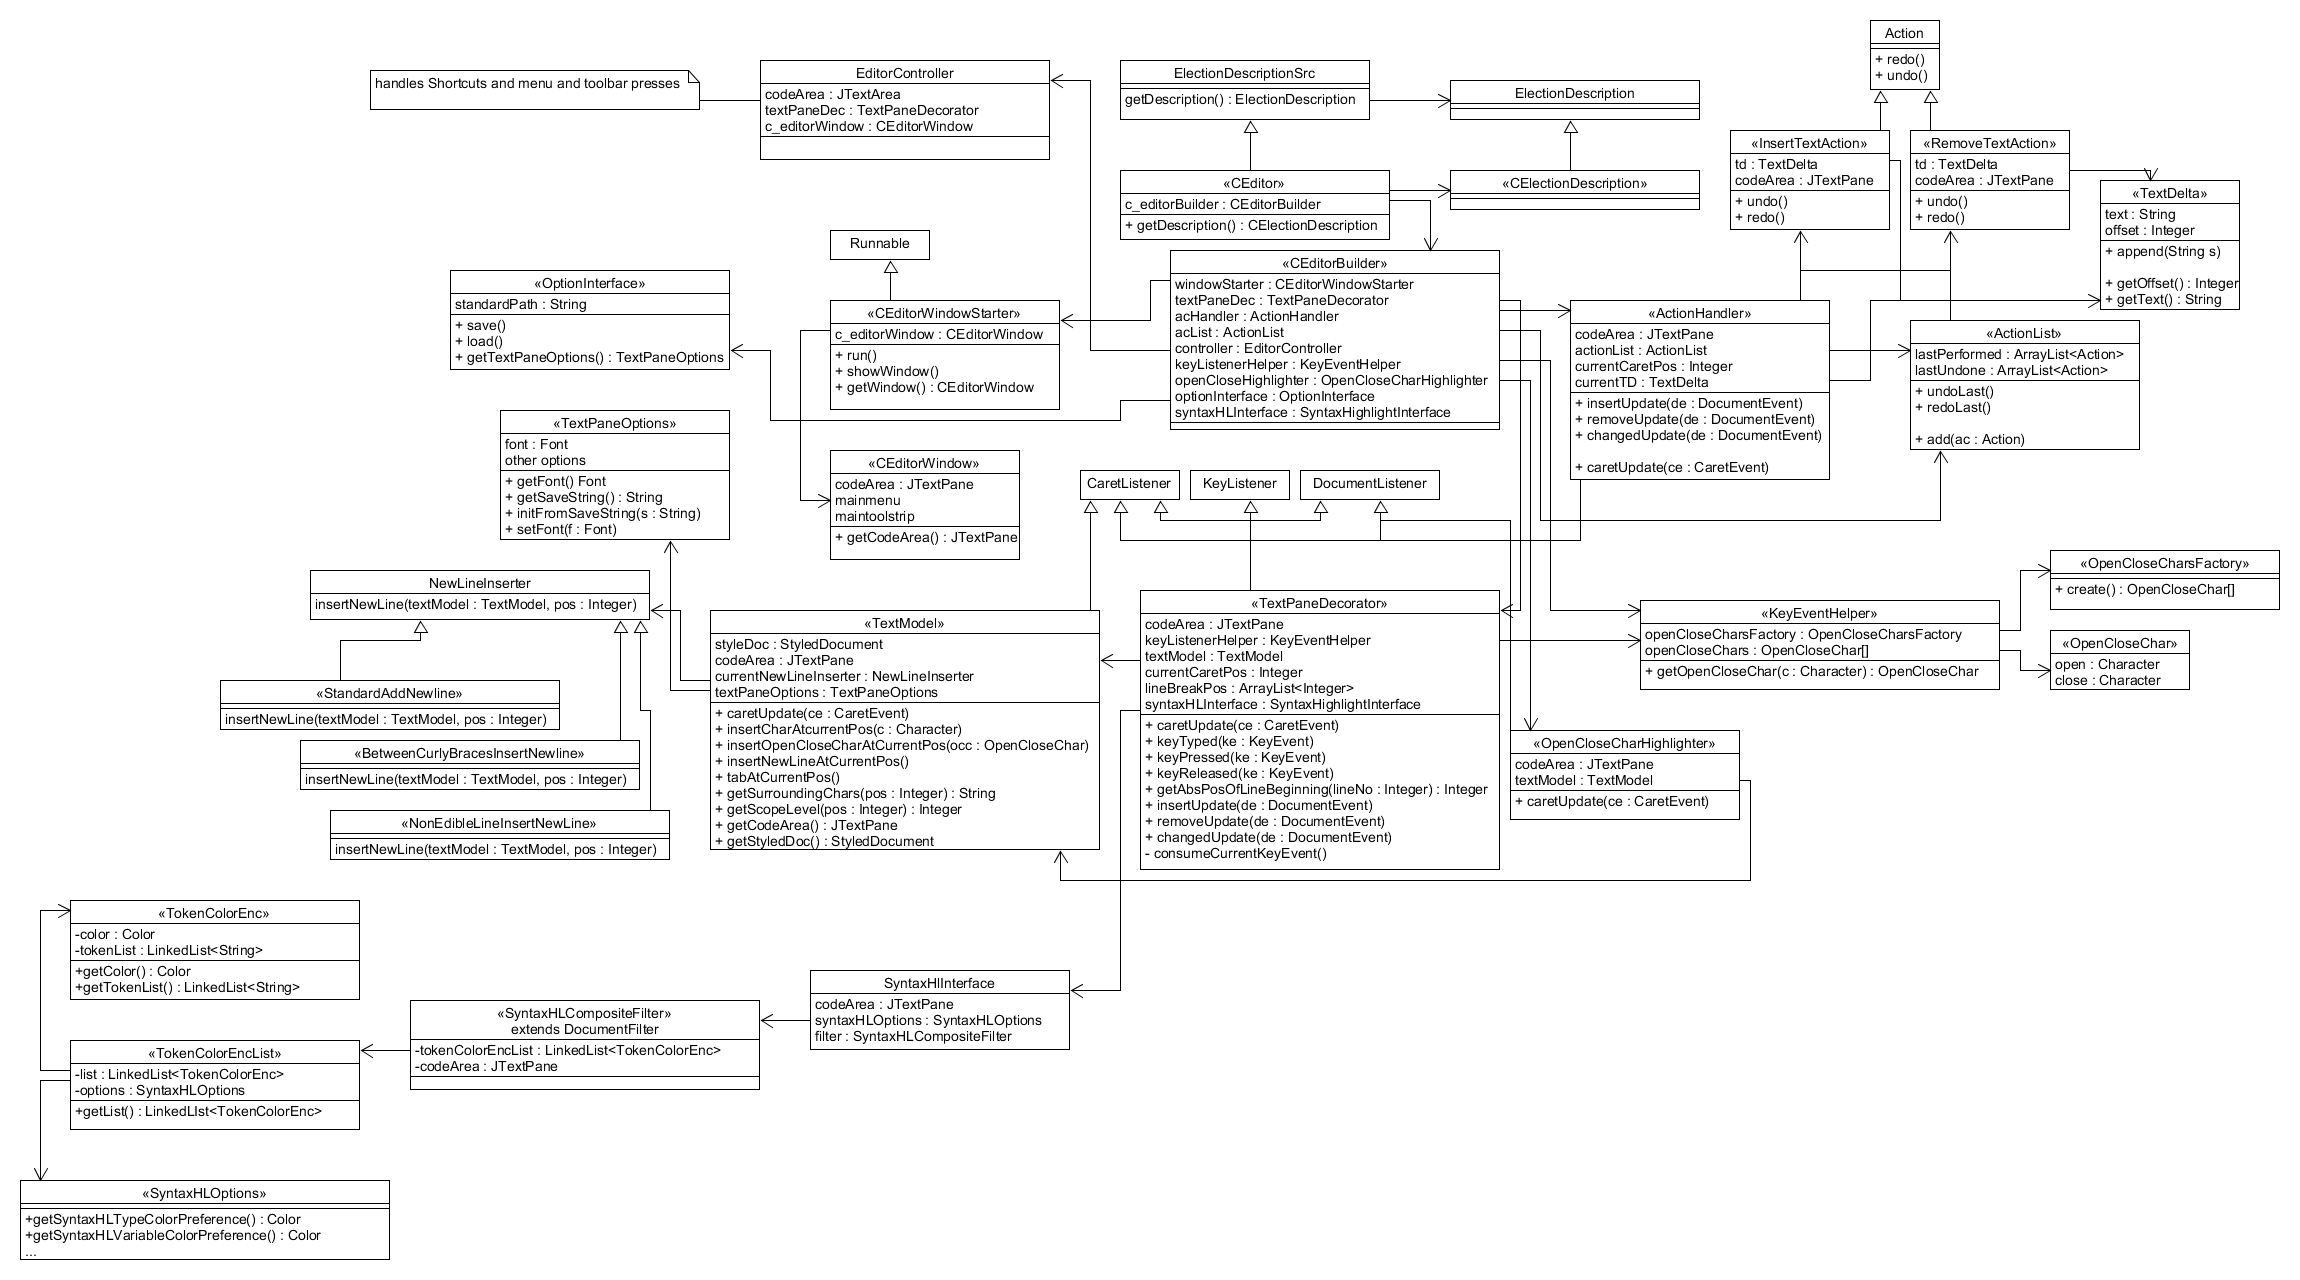 Action
+ redo()
+ undo()
handles Shortcuts and menu and toolbar presses
EditorController
codeArea : JTextArea
textPaneDec : TextPaneDecorator
c_editorWindow : CEditorWindow
ElectionDescriptionSrc
getDescription() : ElectionDescription
ElectionDescription
«InsertTextAction»
td : TextDelta
codeArea : JTextPane
+ undo()
+ redo()
«RemoveTextAction»
td : TextDelta
codeArea : JTextPane
+ undo()
+ redo()
«TextDelta»
text : String
offset : Integer
+ append(String s)
+ getOffset() : Integer
+ getText() : String
«CEditor»
c_editorBuilder : CEditorBuilder
+ getDescription() : CElectionDescription
«CElectionDescription»
Runnable
«OptionInterface»
standardPath : String
+ save()
+ load()
+ getTextPaneOptions() : TextPaneOptions
«CEditorWindowStarter»
c_editorWindow : CEditorWindow
+ run()
+ showWindow()
+ getWindow() : CEditorWindow
«CEditorBuilder»
windowStarter : CEditorWindowStarter
textPaneDec : TextPaneDecorator
acHandler : ActionHandler
acList : ActionList
controller : EditorController
keyListenerHelper : KeyEventHelper
openCloseHighlighter : OpenCloseCharHighlighter
optionInterface : OptionInterface
syntaxHLInterface : SyntaxHighlightInterface
«ActionHandler»
codeArea : JTextPane
actionList : ActionList
currentCaretPos : Integer
currentTD : TextDelta
+ insertUpdate(de : DocumentEvent)
+ removeUpdate(de : DocumentEvent)
+ changedUpdate(de : DocumentEvent)
+ caretUpdate(ce : CaretEvent)
«ActionList»
lastPerformed : ArrayList<Action>
lastUndone : ArrayList<Action>
+ undoLast()
+ redoLast()
+ add(ac : Action)
«TextPaneOptions»
font : Font
other options
+ getFont() Font
+ getSaveString() : String
+ initFromSaveString(s : String)
+ setFont(f : Font)
«CEditorWindow»
codeArea : JTextPane
mainmenu
maintoolstrip
+ getCodeArea() : JTextPane
CaretListener
KeyListener
DocumentListener
NewLineInserter
insertNewLine(textModel : TextModel, pos : Integer)
«StandardAddNewline»
insertNewLine(textModel : TextModel, pos : Integer)
«BetweenCurlyBracesInsertNewline»
insertNewLine(textModel : TextModel, pos : Integer)
«NonEdibleLineInsertNewLine»
insertNewLine(textModel : TextModel, pos : Integer)
«TextModel»
styleDoc : StyledDocument
codeArea : JTextPane
currentNewLineInserter : NewLineInserter
textPaneOptions : TextPaneOptions
+ caretUpdate(ce : CaretEvent)
+ insertCharAtcurrentPos(c : Character)
+ insertOpenCloseCharAtCurrentPos(occ : OpenCloseChar)
+ insertNewLineAtCurrentPos()
+ tabAtCurrentPos()
+ getSurroundingChars(pos : Integer) : String
+ getScopeLevel(pos : Integer) : Integer
+ getCodeArea() : JTextPane
+ getStyledDoc() : StyledDocument
«TextPaneDecorator»
codeArea : JTextPane
keyListenerHelper : KeyEventHelper
textModel : TextModel
currentCaretPos : Integer
lineBreakPos : ArrayList<Integer>
syntaxHLInterface : SyntaxHighlightInterface
+ caretUpdate(ce : CaretEvent)
+ keyTyped(ke : KeyEvent)
+ keyPressed(ke : KeyEvent)
+ keyReleased(ke : KeyEvent)
+ getAbsPosOfLineBeginning(lineNo : Integer) : Integer
+ insertUpdate(de : DocumentEvent)
+ removeUpdate(de : DocumentEvent)
+ changedUpdate(de : DocumentEvent)
- consumeCurrentKeyEvent()
«KeyEventHelper»
openCloseCharsFactory : OpenCloseCharsFactory
openCloseChars : OpenCloseChar[]
+ getOpenCloseChar(c : Character) : OpenCloseChar
«OpenCloseCharsFactory»
+ create() : OpenCloseChar[]
«OpenCloseChar»
open : Character
close : Character
«OpenCloseCharHighlighter»
codeArea : JTextPane
textModel : TextModel
+ caretUpdate(ce : CaretEvent)
«TokenColorEnc»
-color : Color
-tokenList : LinkedList<String>
+getColor() : Color
+getTokenList() : LinkedList<String>
SyntaxHlInterface
codeArea : JTextPane
syntaxHLOptions : SyntaxHLOptions
filter : SyntaxHLCompositeFilter
«SyntaxHLCompositeFilter»
extends DocumentFilter
-tokenColorEncList : LinkedList<TokenColorEnc>
-codeArea : JTextPane
«TokenColorEncList»
-list : LinkedList<TokenColorEnc>
-options : SyntaxHLOptions
+getList() : LinkedLIst<TokenColorEnc>
«SyntaxHLOptions»
+getSyntaxHLTypeColorPreference() : Color
+getSyntaxHLVariableColorPreference() : Color
...